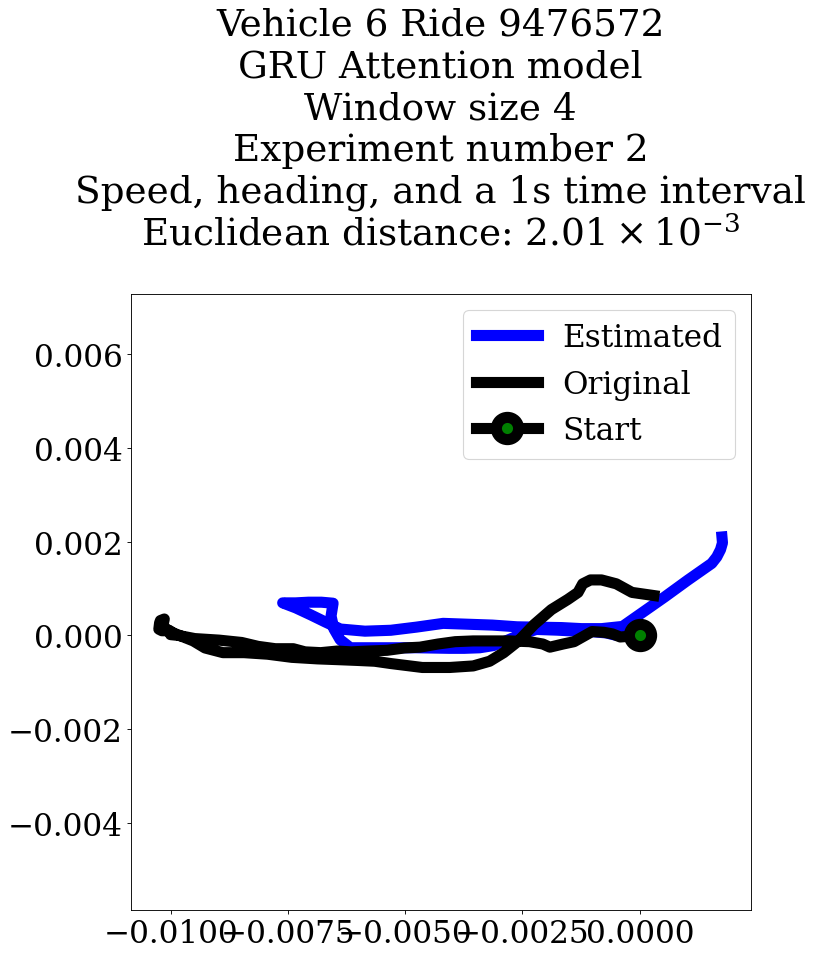 Vehicle 6 Ride 9476572
GRU Attention model
Window size 4
Experiment number 2
Speed, heading, and a 1s time interval
Euclidean distance: 2.01 × 10⁻³
Estimated
Original
Start
0.006
0.004
0.002
0.000
−0.002
−0.004
−0.0100 −0.0075 −0.0050 −0.0025 0.0000